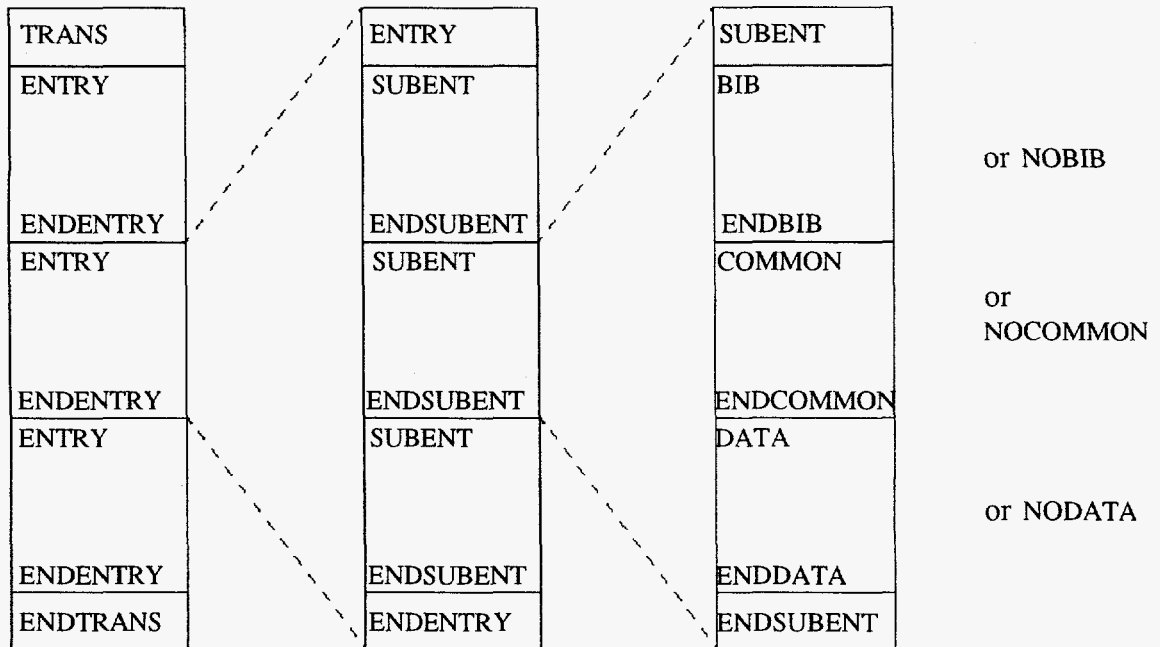 TRANS
ENTRY
ENDENTRY
ENTRY
ENDENTRY
ENTRY
ENDENTRY
ENDTRANS
ENTRY
SUBENT
ENDSUBENT
SUBENT
ENDSUBENT
SUBENT
ENDSUBENT
ENDENTRY
SUBENT
BIB
ENDBIB
COMMON
ENDCOMMON
DATA
ENDDATA
ENDSUBENT
or NOBIB
or
NOCOMMON
or NODATA